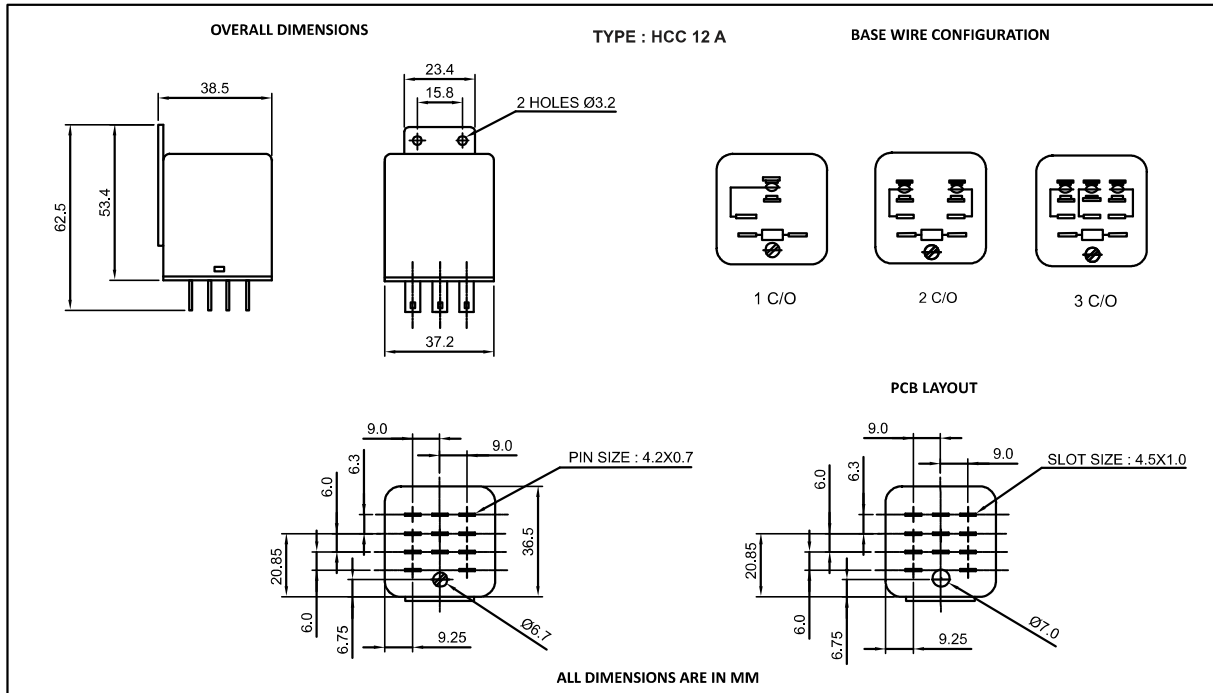 OVERALL DIMENSIONS
TYPE : HCC 12 A
BASE WIRE CONFIGURATION
38.5
62.5
53.4
23.4
15.8
2 HOLES Ø3.2
37.2
1 C/O
2 C/O
3 C/O
PCB LAYOUT
9.0
9.0
6.3
6.0
PIN SIZE : 4.2X0.7
36.5
20.85
6.0
6.75
9.25
Ø6.7
9.0
9.0
6.3
6.0
SLOT SIZE : 4.5X1.0
20.85
6.0
6.75
9.25
Ø7.0
ALL DIMENSIONS ARE IN MM